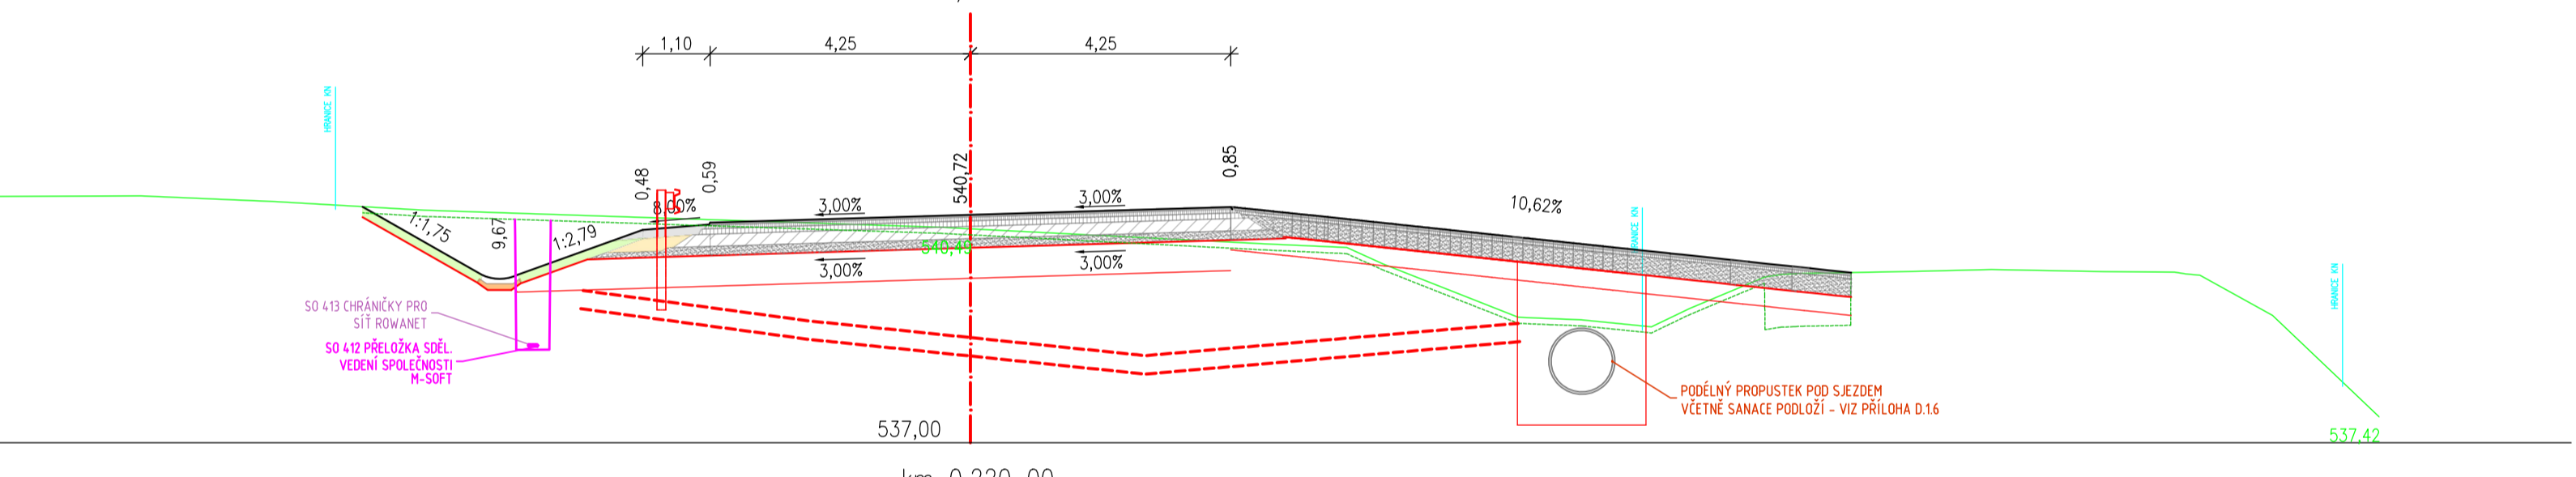 1,10
4,25
4,25
HRANICE KN
0,48
0,59
540,72
0,85
3,00%
3,00%
10,62%
1:1,75
9,67
1:2,79
540,49
3,00%
3,00%
HRANICE KN
SO 413 CHRÁNIČKY PRO
SÍŤ ROWANET
SO 412 PŘELOŽKA SDĚL.
VEDENÍ SPOLEČNOSTI
M-SOFT
PODÉLNÝ PROPUSTEK POD SJEZDEM
VČETNĚ SANACE PODLOŽÍ - VIZ PŘÍLOHA D.1.6
537,00
537.42